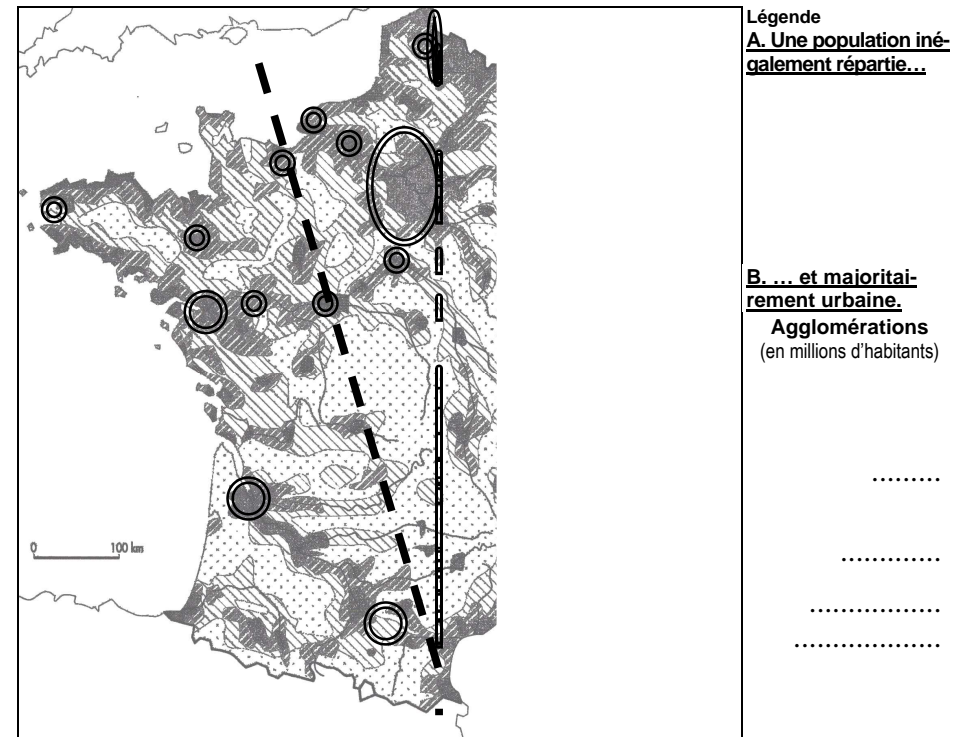 Légende
A. Une population iné-
galement répartie…
B. … et majoritai-
rement urbaine.
Agglomérations
(en millions d’habitants)
………
………….
……………..
……………….
0 100 km